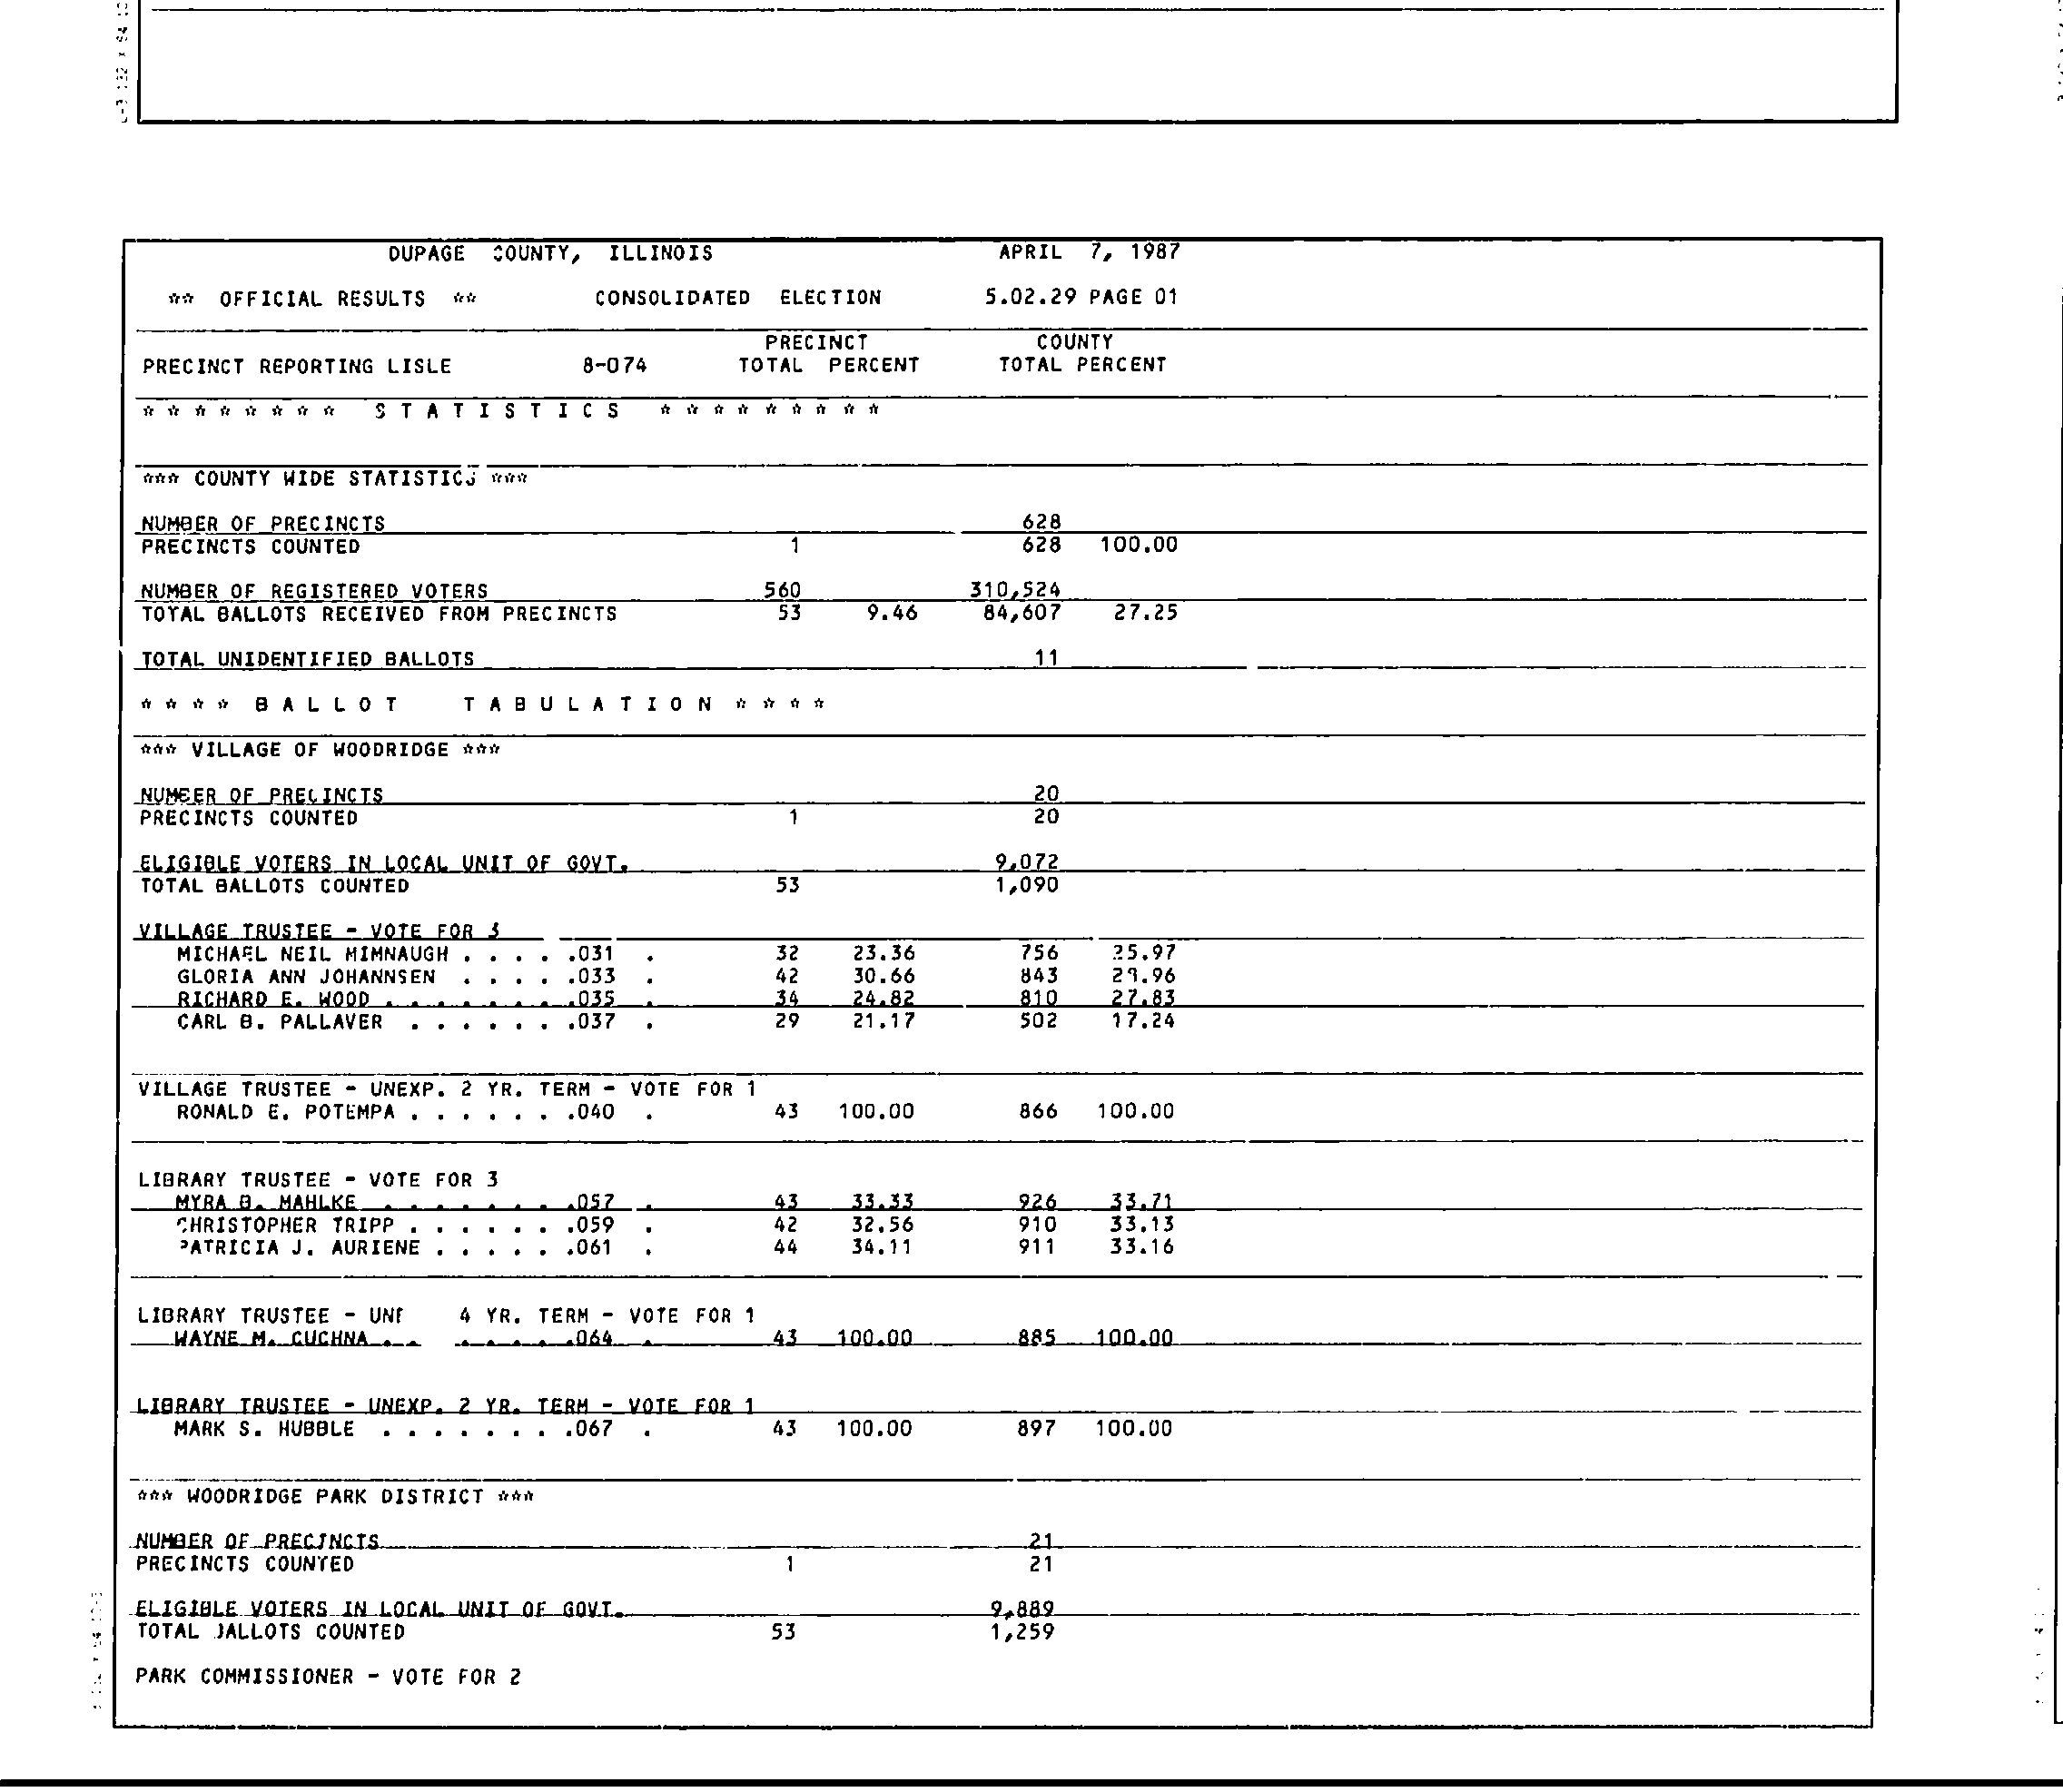 DUPAGE COUNTY, ILLINOIS APRIL 7, 1987
** OFFICIAL RESULTS ** CONSOLIDATED ELECTION 5.02.29 PAGE 01
PRECINCT COUNTY
PRECINCT REPORTING LISLE 8-074 TOTAL PERCENT TOTAL PERCENT
* * * * * * * * S T A T I S T I C S * * * * * * * * *
*** COUNTY WIDE STATISTICS ***
NUMBER OF PRECINCTS 628
PRECINCTS COUNTED 1 628 100.00
NUMBER OF REGISTERED VOTERS 560 310,524
TOTAL BALLOTS RECEIVED FROM PRECINCTS 53 9.46 84,607 27.25
TOTAL UNIDENTIFIED BALLOTS 11
* * * * B A L L O T T A B U L A T I O N * * * *
*** VILLAGE OF WOODRIDGE ***
NUMBER OF PRECINCTS 20
PRECINCTS COUNTED 1 20
ELIGIBLE VOTERS IN LOCAL UNIT OF GOVT. 9,072
TOTAL BALLOTS COUNTED 53 1,090
VILLAGE TRUSTEE - VOTE FOR 3
MICHAEL NEIL MIMNAUGH . . . . .031 . 32 23.36 756 25.97
GLORIA ANN JOHANNSEN . . . . .033 . 42 30.66 843 28.96
RICHARD E. WOOD . . . . . . . .035 . 34 24.82 810 27.83
CARL B. PALLAVER . . . . . . .037 . 29 21.17 502 17.24
VILLAGE TRUSTEE - UNEXP. 2 YR. TERM - VOTE FOR 1
RONALD E. POTEMPA . . . . . . .040 . 43 100.00 866 100.00
LIBRARY TRUSTEE - VOTE FOR 3
MYRA B. MAHLKE . . . . . . . .057 . 43 33.33 926 33.71
CHRISTOPHER TRIPP . . . . . . .059 . 42 32.56 910 33.13
PATRICIA J. AURIENE . . . . . .061 . 44 34.11 911 33.16
LIBRARY TRUSTEE - 4 YR. TERM - VOTE FOR 1
WAYNE M. CUCHNA . . . . . . . .064 . 43 100.00 885 100.00
LIBRARY TRUSTEE - UNEXP. 2 YR. TERM - VOTE FOR 1
MARK S. HUBBLE . . . . . . . .067 . 43 100.00 897 100.00
*** WOODRIDGE PARK DISTRICT ***
NUMBER OF PRECINCTS 21
PRECINCTS COUNTED 1 21
ELIGIBLE VOTERS IN LOCAL UNIT OF GOVT. 9,889
TOTAL BALLOTS COUNTED 53 1,259
PARK COMMISSIONER - VOTE FOR 2